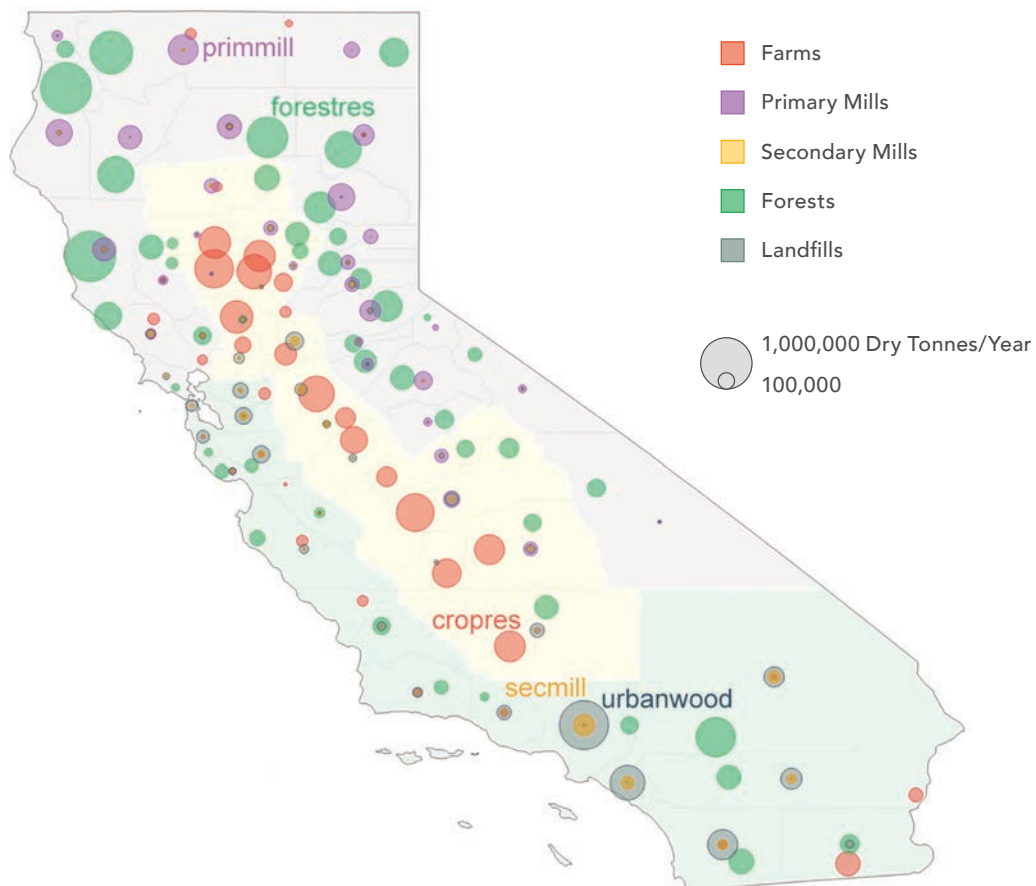 primmill
forestres
cropres
secmill
urbanwood
Farms
Primary Mills
Secondary Mills
Forests
Landfills
1,000,000 Dry Tonnes/Year
100,000